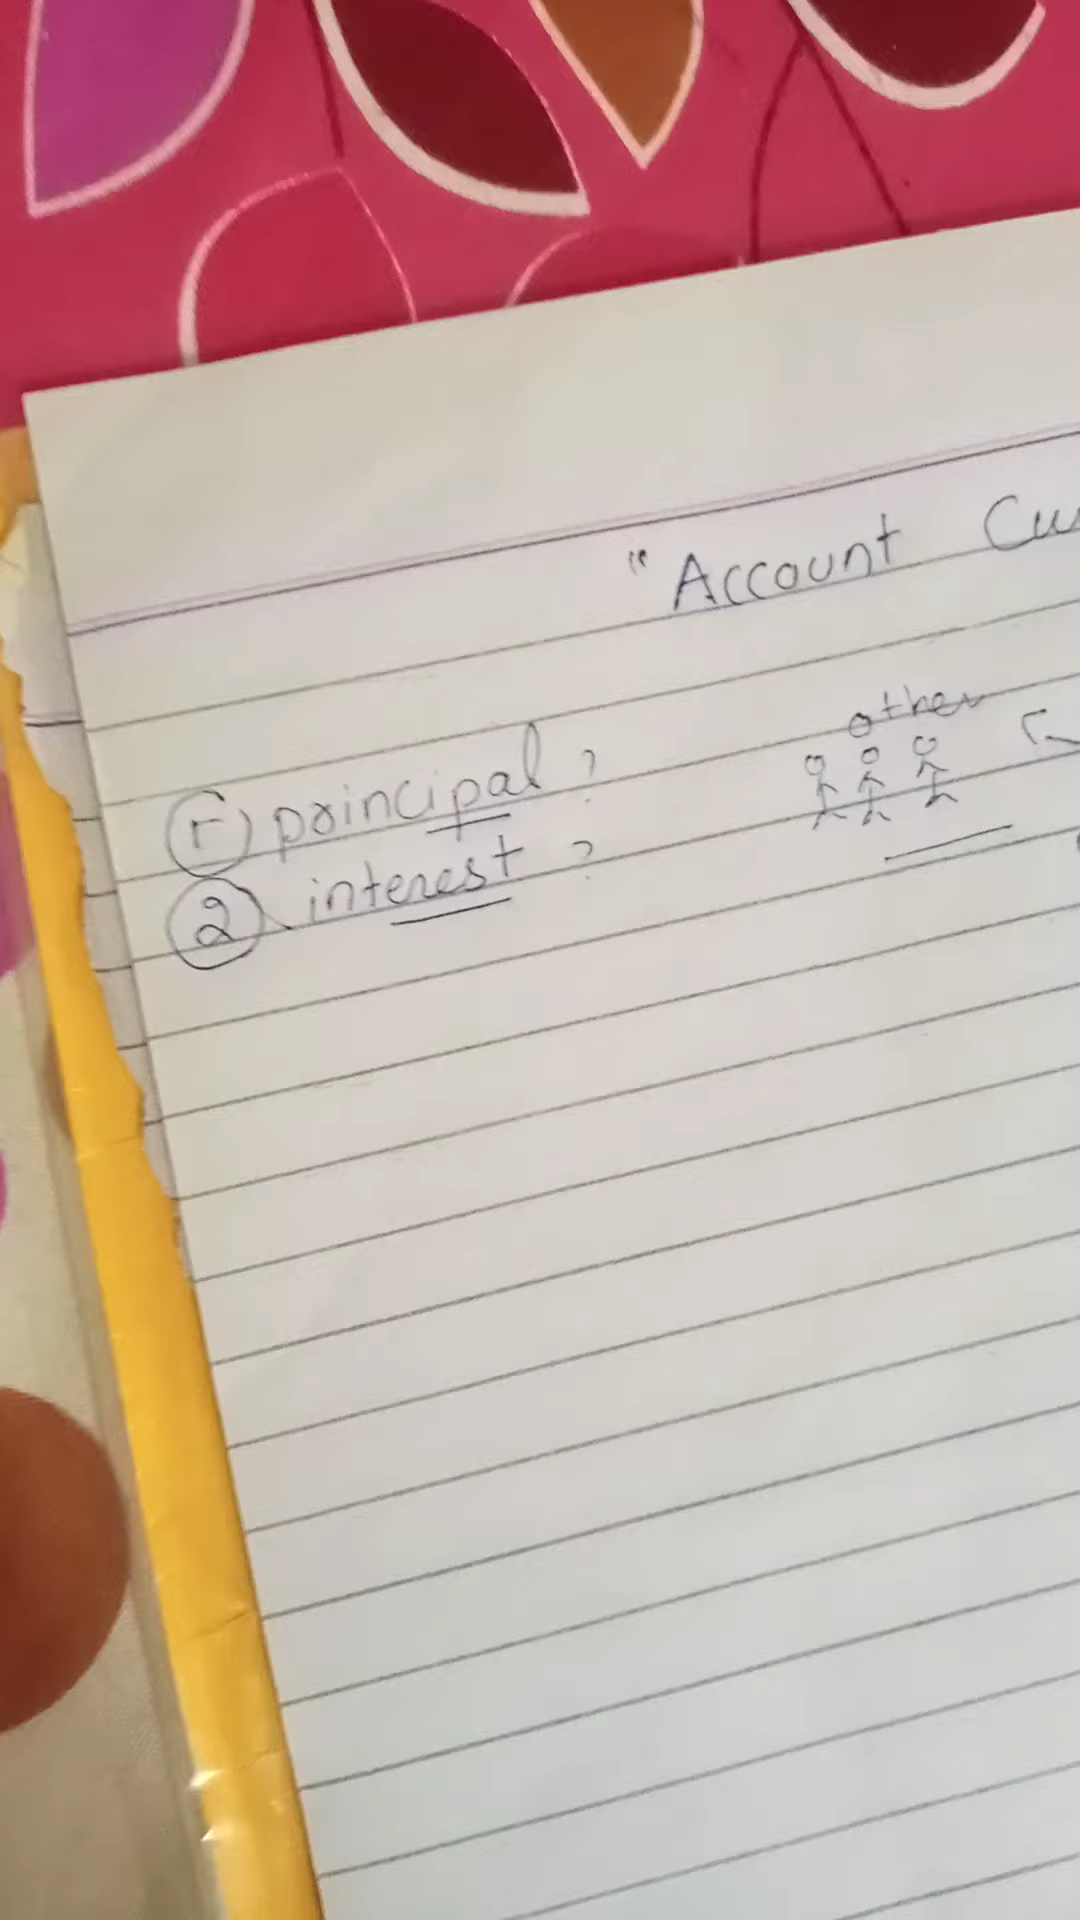 "Account Cu
other
① principal ?
② interest ?